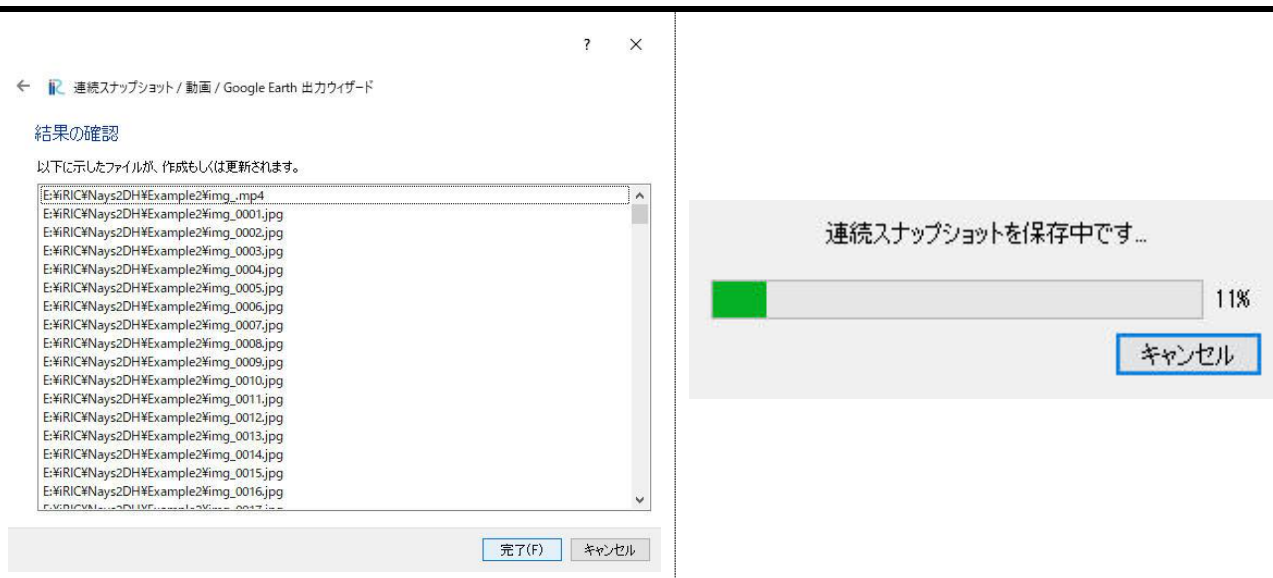 ? ×
← 連続スナップショット / 動画 / Google Earth 出力ウィザード
結果の確認
以下に示したファイルが、作成もしくは更新されます。
E:¥iRIC¥Nays2DH¥Example2¥img_.mp4
E:¥iRIC¥Nays2DH¥Example2¥img_0001.jpg
E:¥iRIC¥Nays2DH¥Example2¥img_0002.jpg
E:¥iRIC¥Nays2DH¥Example2¥img_0003.jpg
E:¥iRIC¥Nays2DH¥Example2¥img_0004.jpg
E:¥iRIC¥Nays2DH¥Example2¥img_0005.jpg
E:¥iRIC¥Nays2DH¥Example2¥img_0006.jpg
E:¥iRIC¥Nays2DH¥Example2¥img_0007.jpg
E:¥iRIC¥Nays2DH¥Example2¥img_0008.jpg
E:¥iRIC¥Nays2DH¥Example2¥img_0009.jpg
E:¥iRIC¥Nays2DH¥Example2¥img_0010.jpg
E:¥iRIC¥Nays2DH¥Example2¥img_0011.jpg
E:¥iRIC¥Nays2DH¥Example2¥img_0012.jpg
E:¥iRIC¥Nays2DH¥Example2¥img_0013.jpg
E:¥iRIC¥Nays2DH¥Example2¥img_0014.jpg
E:¥iRIC¥Nays2DH¥Example2¥img_0015.jpg
E:¥iRIC¥Nays2DH¥Example2¥img_0016.jpg
完了(F) キャンセル
連続スナップショットを保存中です...
11%
キャンセル